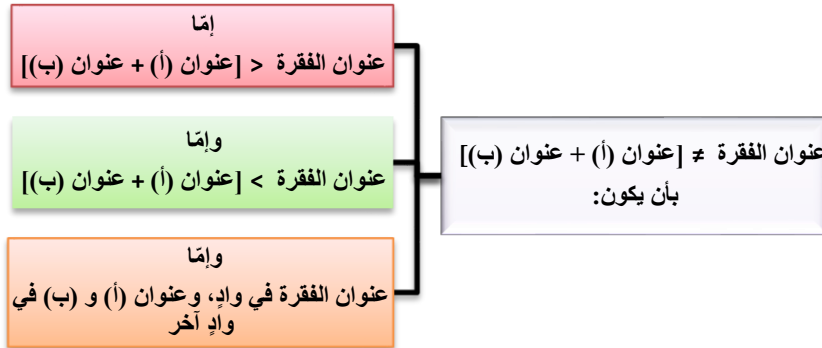 عنوان الفقرة ≠ [عنوان (أ) + عنوان (ب)]
بأن يكون:
إمّا
عنوان الفقرة > [عنوان (أ) + عنوان (ب)]
وإمّا
عنوان الفقرة < [عنوان (أ) + عنوان (ب)]
وإمّا
عنوان الفقرة في وادٍ، وعنوان (أ) و (ب) في
وادٍ آخر